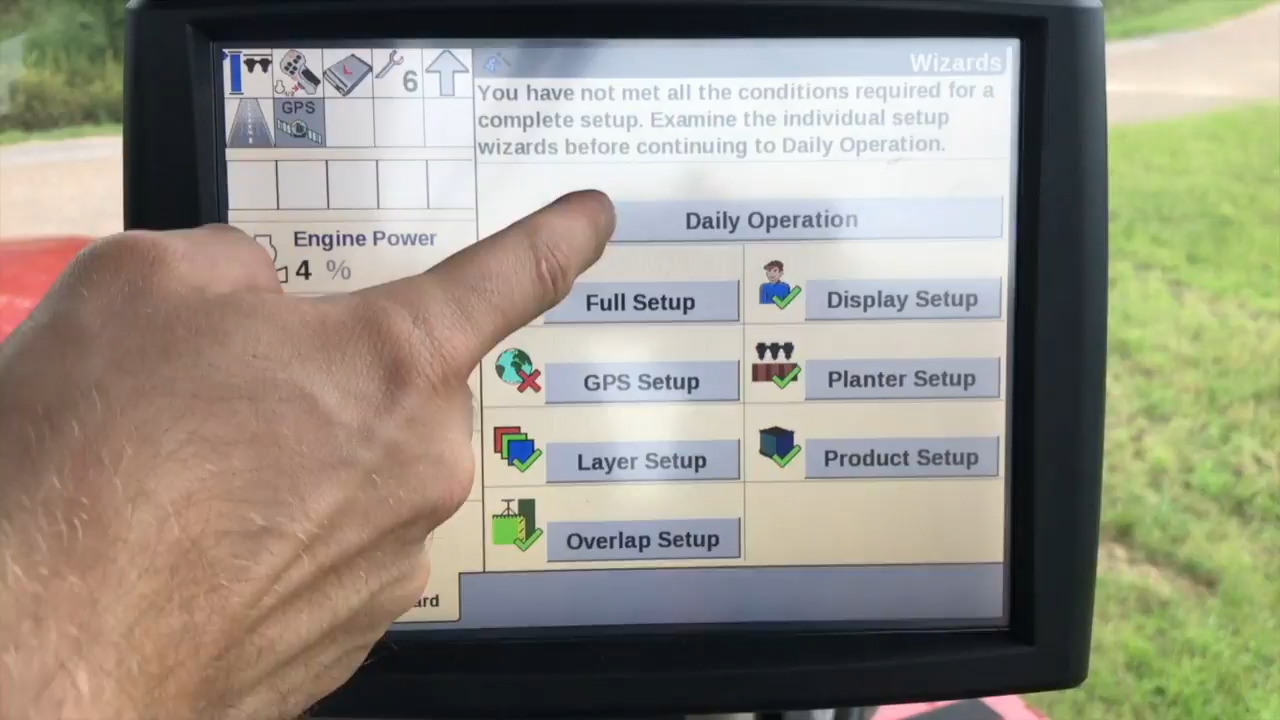 6
GPS
Wizards
You have not met all the conditions required for a
complete setup. Examine the individual setup
wizards before continuing to Daily Operation.
Daily Operation
Engine Power
4 %
Full Setup
Display Setup
GPS Setup
Planter Setup
Layer Setup
Product Setup
Overlap Setup